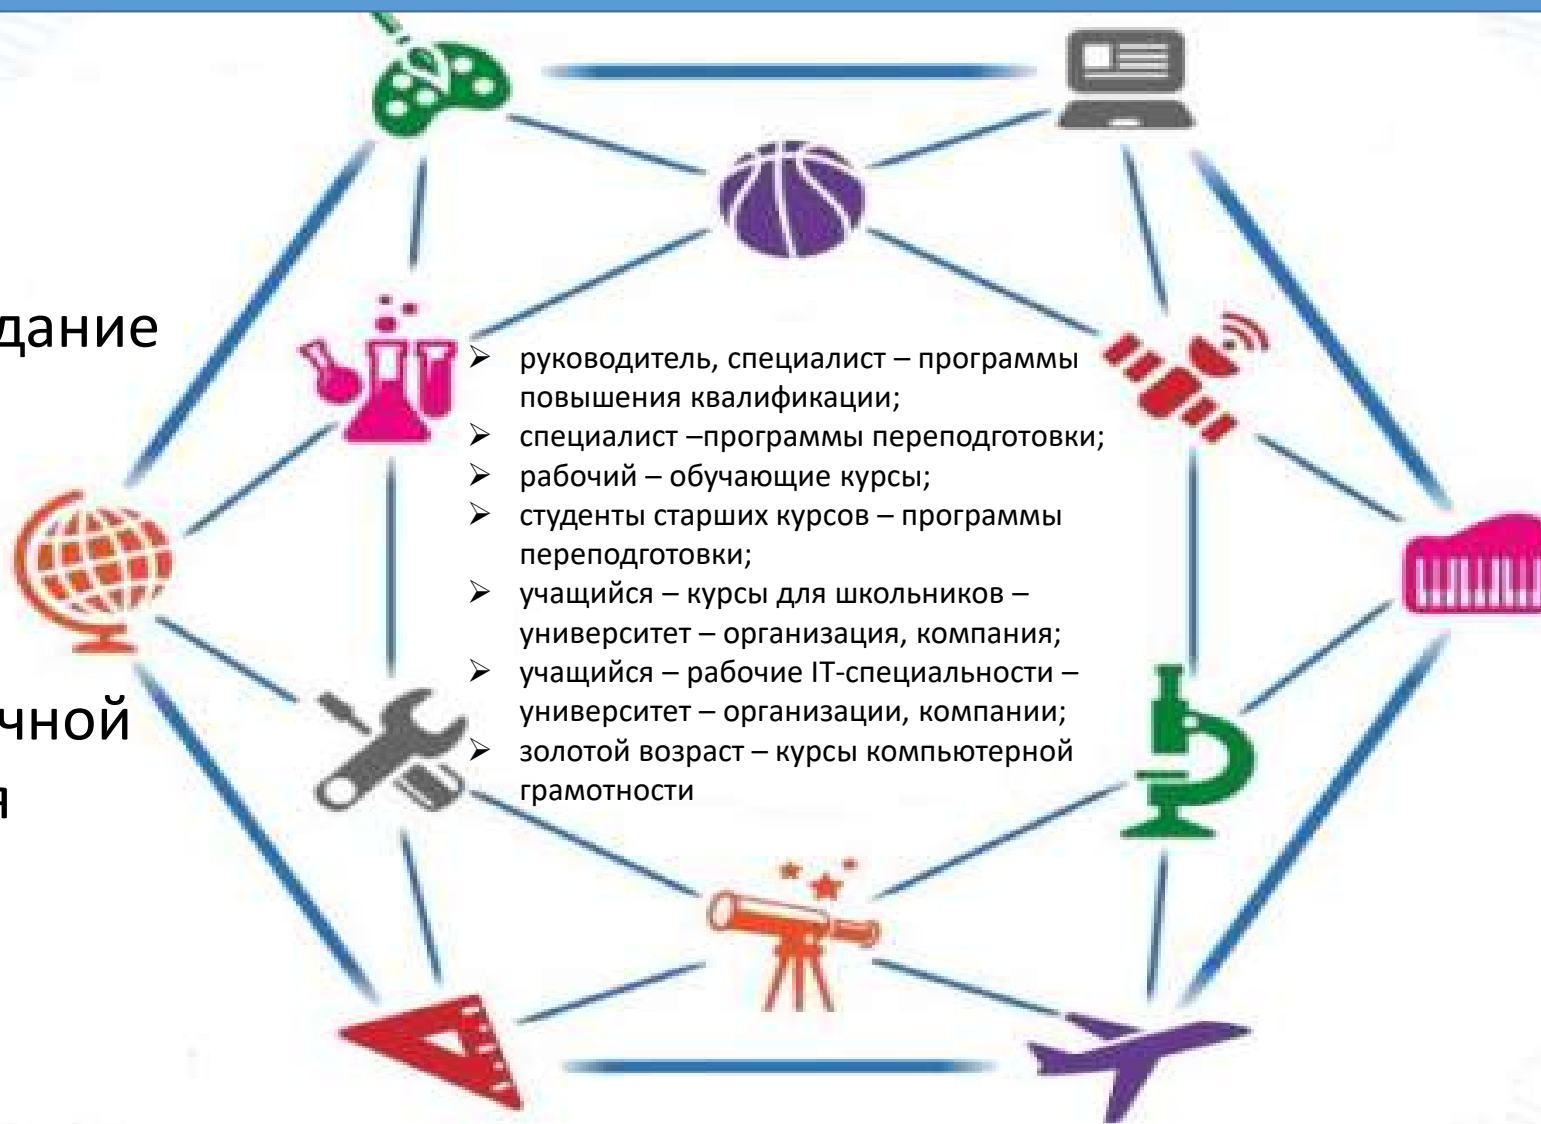 дание
➢ руководитель, специалист – программы
повышения квалификации;
➢ специалист –программы переподготовки;
➢ рабочий – обучающие курсы;
➢ студенты старших курсов – программы
переподготовки;
➢ учащийся – курсы для школьников –
университет – организация, компания;
➢ учащийся – рабочие IT-специальности –
университет – организации, компании;
➢ золотой возраст – курсы компьютерной
грамотности
чной
я